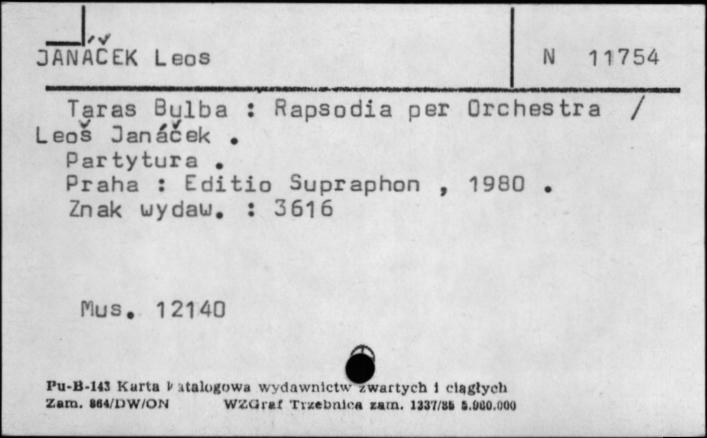 JANÁČEK Leos
N 11754
Taras Bulba : Rapsodia per Orchestra /
Leoš Janáček .
Partytura .
Praha : Editio Supraphon , 1980 .
Znak wydaw. : 3616
Mus. 12140
Pu-B-143 Karta katalogowa wydawnictw zwartych i ciągłych
Zam. 864/DW/ON WZGraf Trzebnica zam. 1337/85 5.000.000